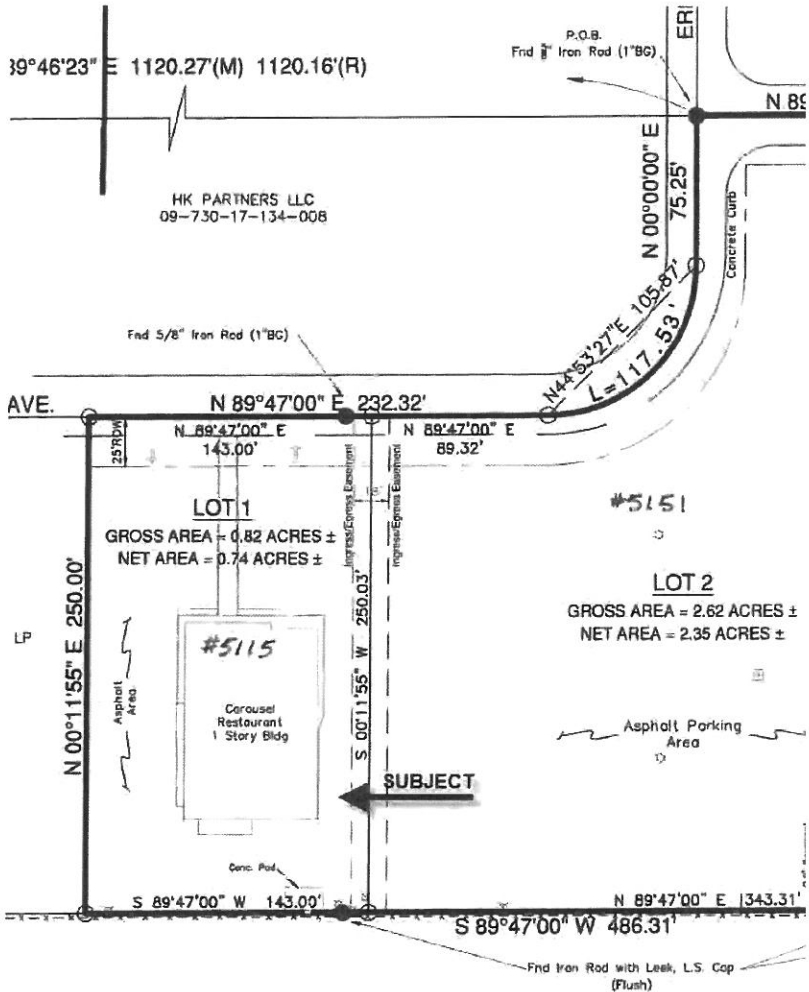 ERI
P.O.B.
Fnd Iron Rod (1"BG)
39°46'23" E 1120.27'(M) 1120.16'(R)
N 89
N 00°00'00" E
75.25'
Concrete Curb
HK PARTNERS LLC
09-730-17-134-008
N44°53'27"E 105.87'
L=117.53'
Fnd 5/8" Iron Rod (1"BG)
AVE.
N 89°47'00" E 232.32'
25'ROW
N 89°47'00" E
143.00'
N 89°47'00" E
89.32'
Ingress/Egress Easement
Ingress/Egress Easement
LOT 1
GROSS AREA = 0.82 ACRES ±
NET AREA = 0.74 ACRES ±
#5151
LOT 2
GROSS AREA = 2.62 ACRES ±
NET AREA = 2.35 ACRES ±
N 00°11'55" E 250.00'
S 00°11'55" W 250.03'
LP
#5115
Asphalt
Area
Carousel
Restaurant
1 Story Bldg
Asphalt Parking
Area
SUBJECT
Conc. Pad
S 89°47'00" W 143.00'
N 89°47'00" E 343.31'
S 89°47'00" W 486.31'
Fnd Iron Rod with Leek, L.S. Cap
(Flush)